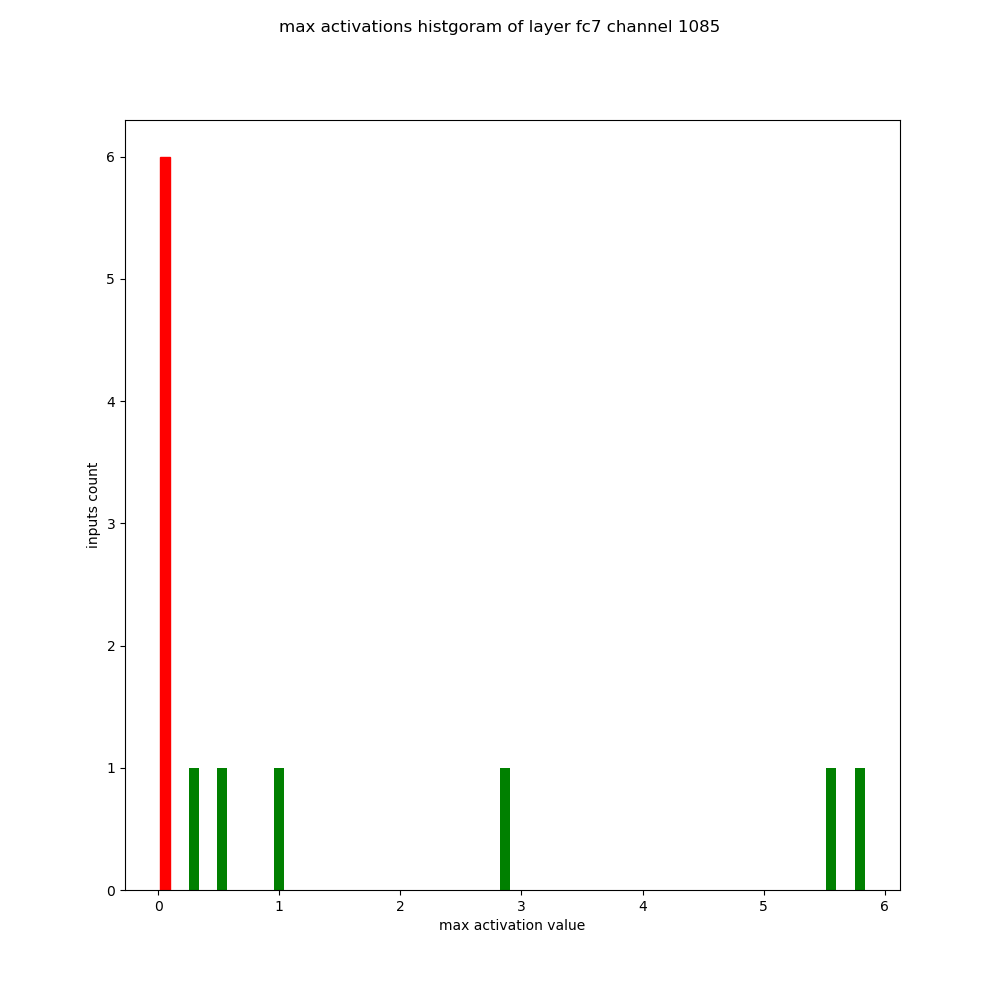 max activations histgoram of layer fc7 channel 1085
6
5
4
3
2
1
0
inputs count
0 1 2 3 4 5 6
max activation value